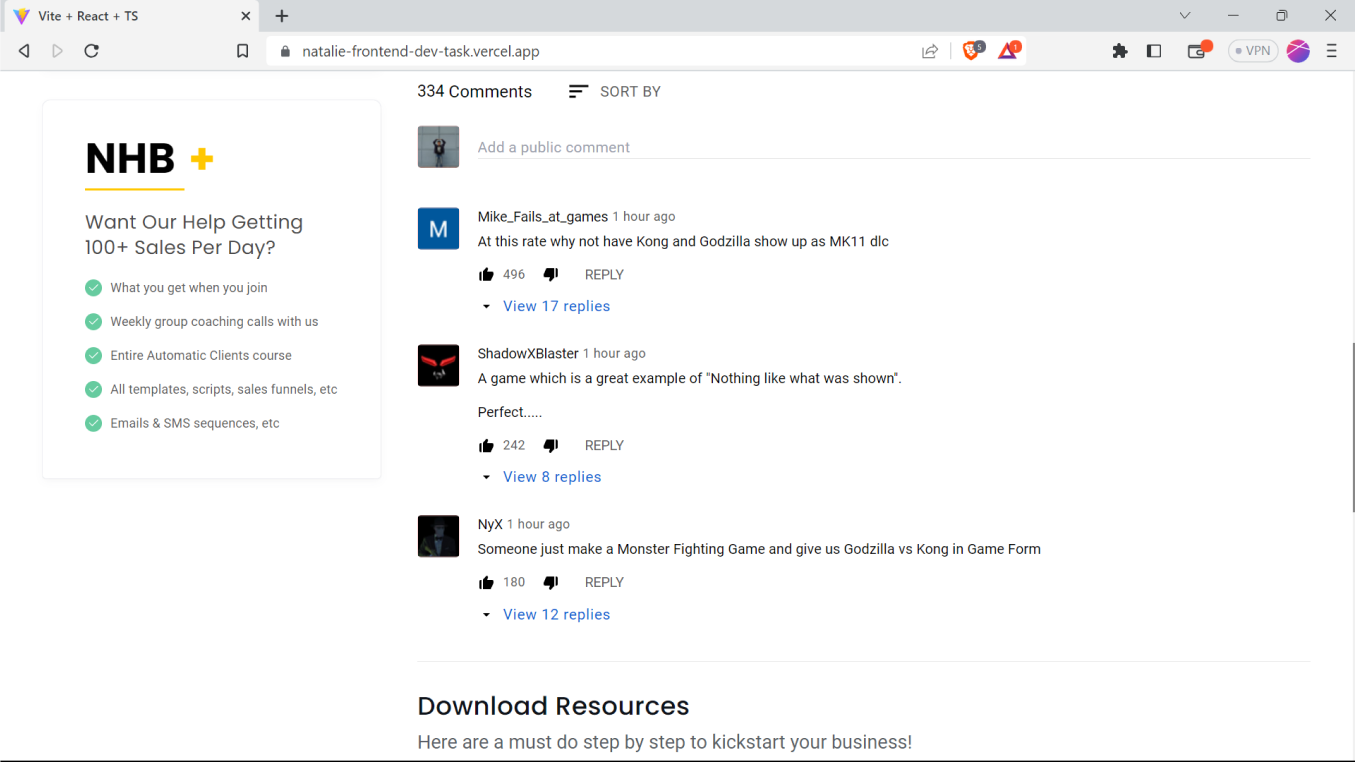 Vite + React + TS
natalie-frontend-dev-task.vercel.app
5
1
VPN
NHB +
Want Our Help Getting
100+ Sales Per Day?
What you get when you join
Weekly group coaching calls with us
Entire Automatic Clients course
All templates, scripts, sales funnels, etc
Emails & SMS sequences, etc
334 Comments SORT BY
Add a public comment
M
Mike_Fails_at_games 1 hour ago
At this rate why not have Kong and Godzilla show up as MK11 dlc
496 REPLY
View 17 replies
ShadowXBlaster 1 hour ago
A game which is a great example of "Nothing like what was shown".
Perfect.....
242 REPLY
View 8 replies
NyX 1 hour ago
Someone just make a Monster Fighting Game and give us Godzilla vs Kong in Game Form
180 REPLY
View 12 replies
Download Resources
Here are a must do step by step to kickstart your business!